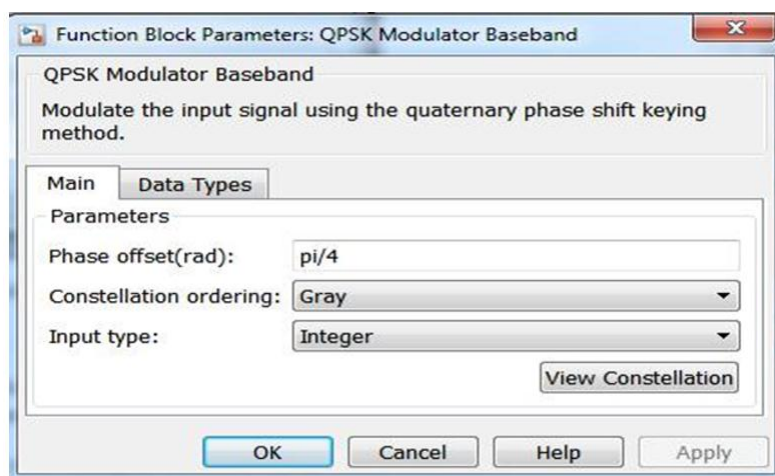 Function Block Parameters: QPSK Modulator Baseband
QPSK Modulator Baseband
Modulate the input signal using the quaternary phase shift keying
method.
Main
Data Types
Parameters
Phase offset(rad): pi/4
Constellation ordering: Gray
Input type: Integer
View Constellation
OK Cancel Help Apply